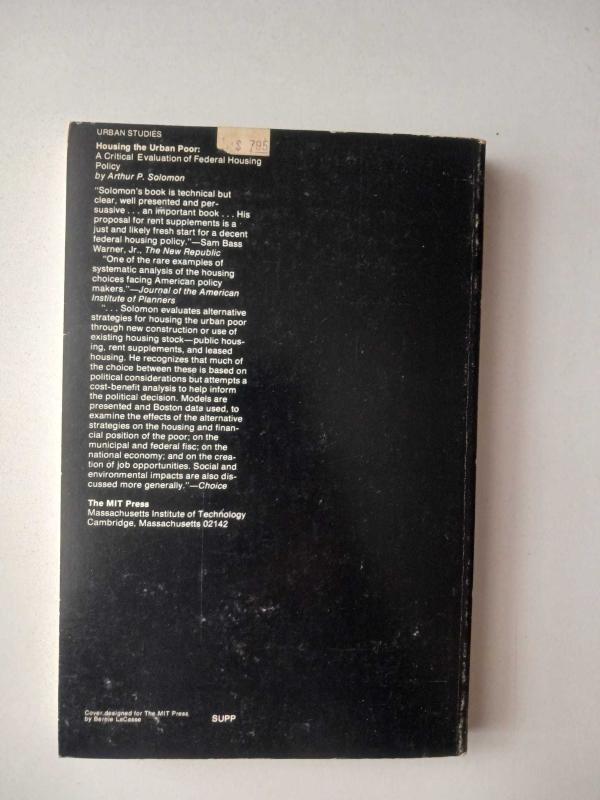 URBAN STUDIES
$ 795
Housing the Urban Poor:
A Critical Evaluation of Federal Housing
Policy
by Arthur P. Solomon
"Solomon's book is technical but
clear, well presented and per-
suasive . . . an important book . . . His
proposal for rent supplements is a
just and likely fresh start for a decent
federal housing policy."—Sam Bass
Warner, Jr., The New Republic
"One of the rare examples of
systematic analysis of the housing
choices facing American policy
makers."—Journal of the American
Institute of Planners
". . . Solomon evaluates alternative
strategies for housing the urban poor
through new construction or use of
existing housing stock—public hous-
ing, rent supplements, and leased
housing. He recognizes that much of
the choice between these is based on
political considerations but attempts a
cost-benefit analysis to help inform
the political decision. Models are
presented and Boston data used, to
examine the effects of the alternative
strategies on the housing and finan-
cial position of the poor; on the
municipal and federal fisc; on the
national economy; and on the crea-
tion of job opportunities. Social and
environmental impacts are also dis-
cussed more generally."—Choice
The MIT Press
Massachusetts Institute of Technology
Cambridge, Massachusetts 02142
Cover designed for The MIT Press
by Bernie LaCasse
SUPP